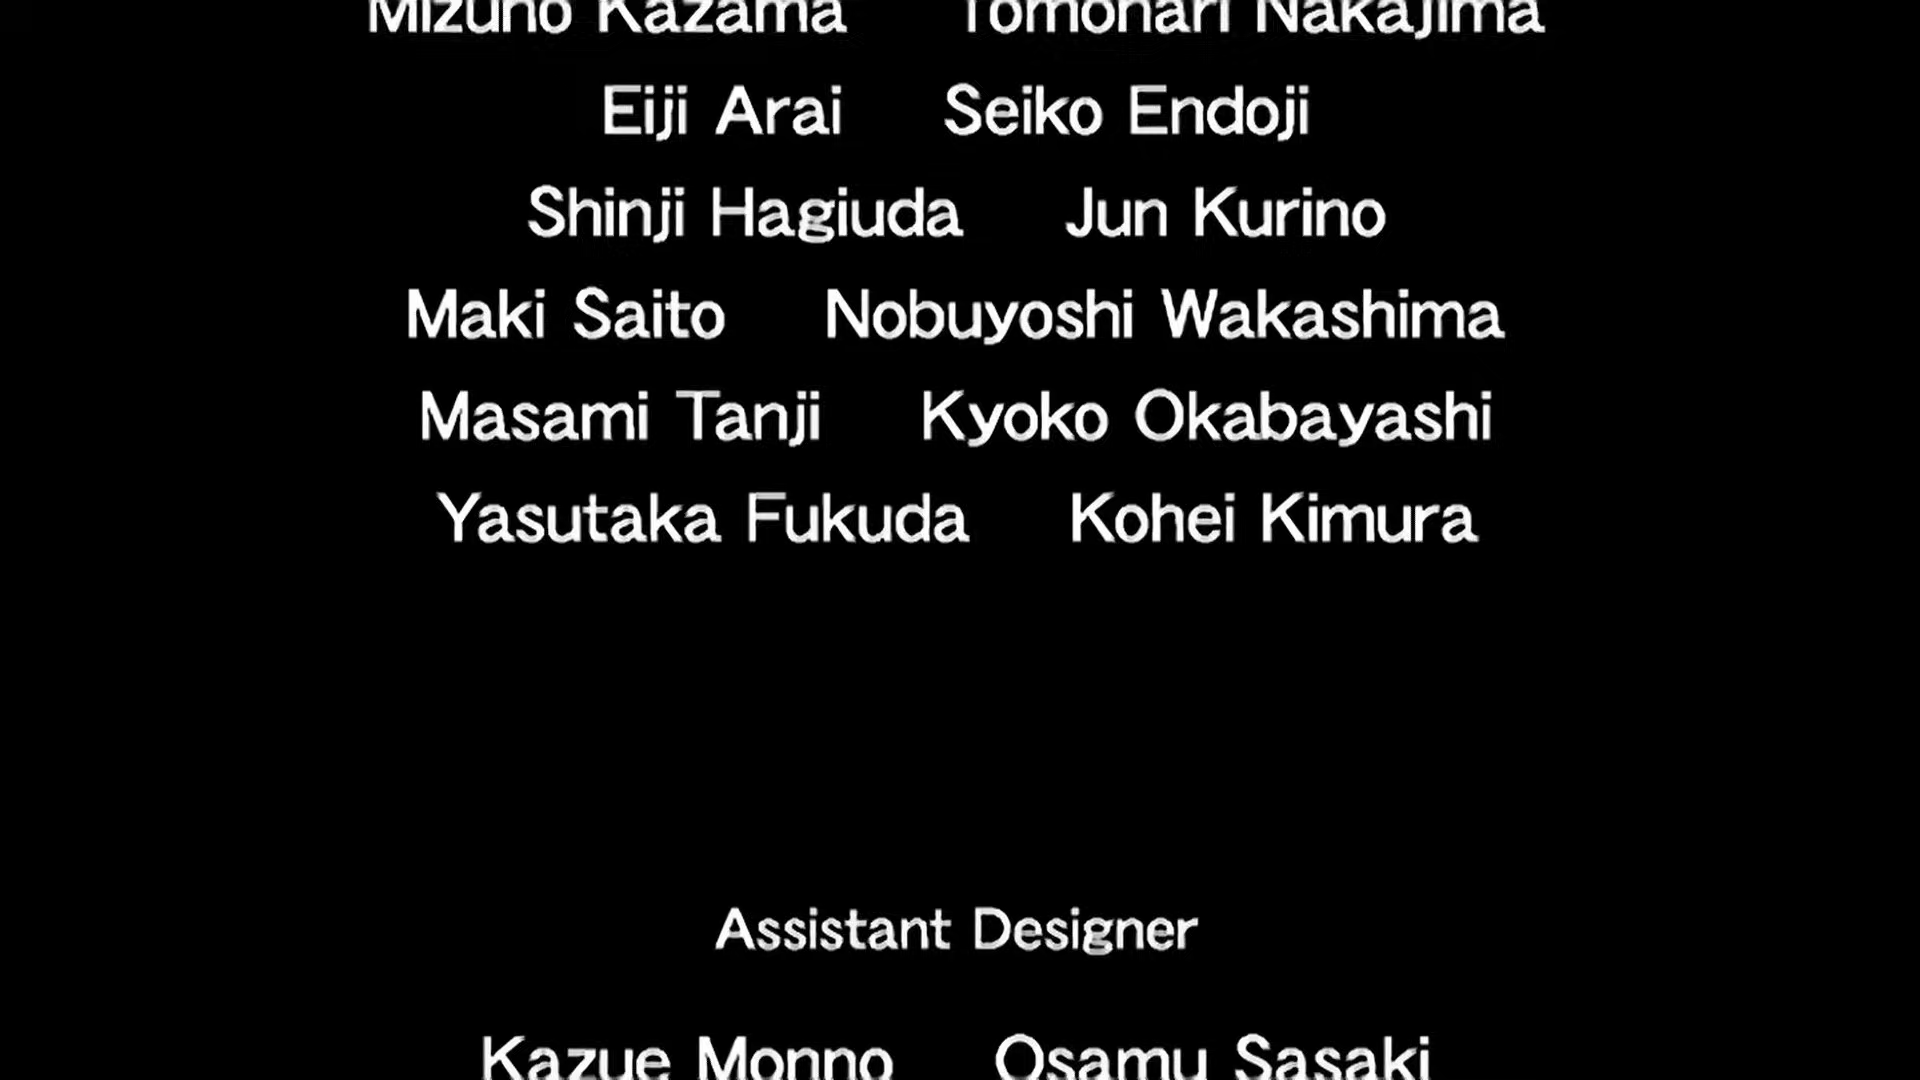 Mizuho Kazama Tomonari Nakajima
Eiji Arai Seiko Endoji
Shinji Hagiuda Jun Kurino
Maki Saito Nobuyoshi Wakashima
Masami Tanji Kyoko Okabayashi
Yasutaka Fukuda Kohei Kimura
Assistant Designer
Kazue Monno Osamu Sasaki